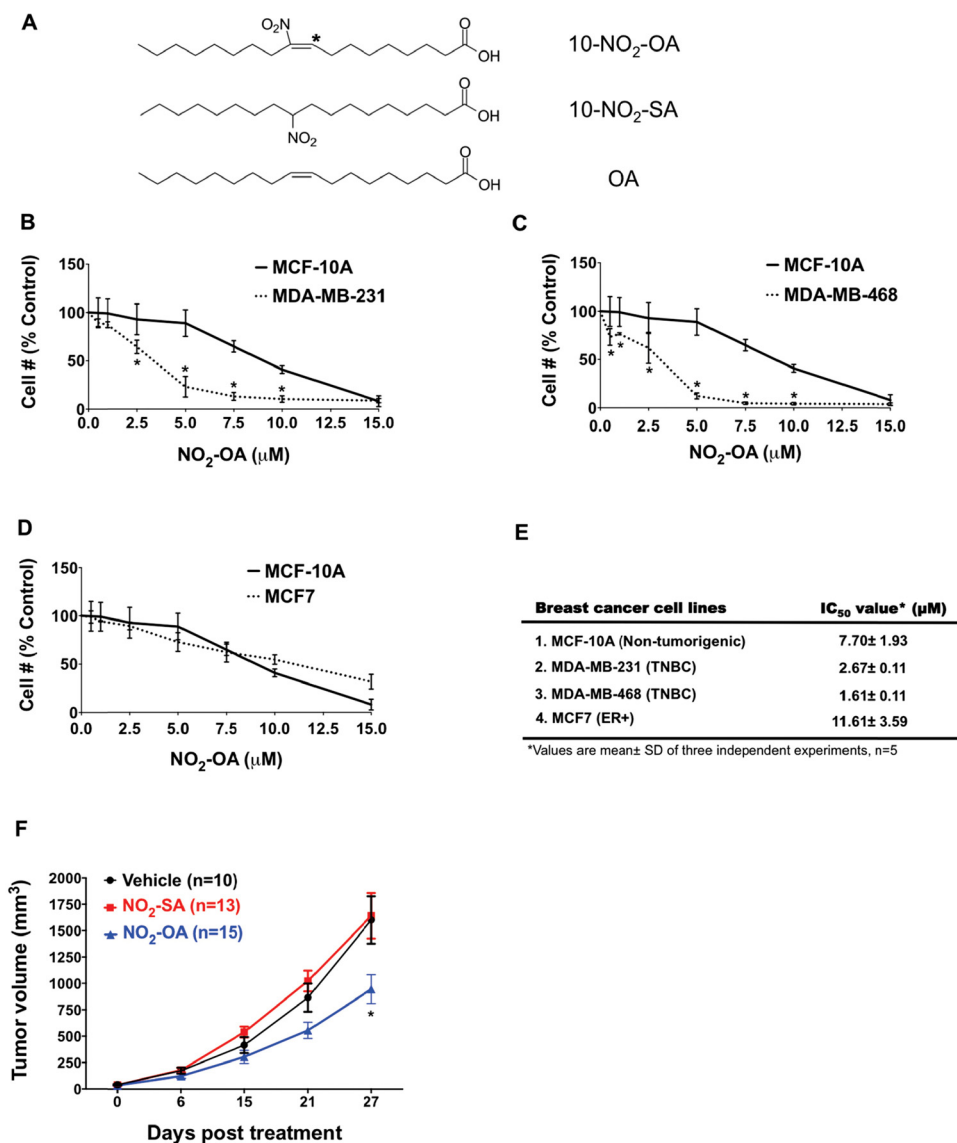 A
O₂N
*
O
OH
10-NO₂-OA
O
OH
NO₂
10-NO₂-SA
O
OH
OA
B
Cell # (% Control)
150
100
50
0
MCF-10A
MDA-MB-231
* * * *
0.0 2.5 5.0 7.5 10.0 12.5 15.0
NO₂-OA (μM)
C
Cell # (% Control)
150
100
50
0
MCF-10A
MDA-MB-468
* * * * * *
0.0 2.5 5.0 7.5 10.0 12.5 15.0
NO₂-OA (μM)
D
Cell # (% Control)
150
100
50
0
MCF-10A
MCF7
0.0 2.5 5.0 7.5 10.0 12.5 15.0
NO₂-OA (μM)
E
Breast cancer cell lines IC₅₀ value* (μM)
1. MCF-10A (Non-tumorigenic) 7.70± 1.93
2. MDA-MB-231 (TNBC) 2.67± 0.11
3. MDA-MB-468 (TNBC) 1.61± 0.11
4. MCF7 (ER+) 11.61± 3.59
*Values are mean± SD of three independent experiments, n=5
F
Tumor volume (mm³)
2000
1750
1500
1250
1000
750
500
250
0
Vehicle (n=10)
NO₂-SA (n=13)
NO₂-OA (n=15)
*
0 6 15 21 27
Days post treatment